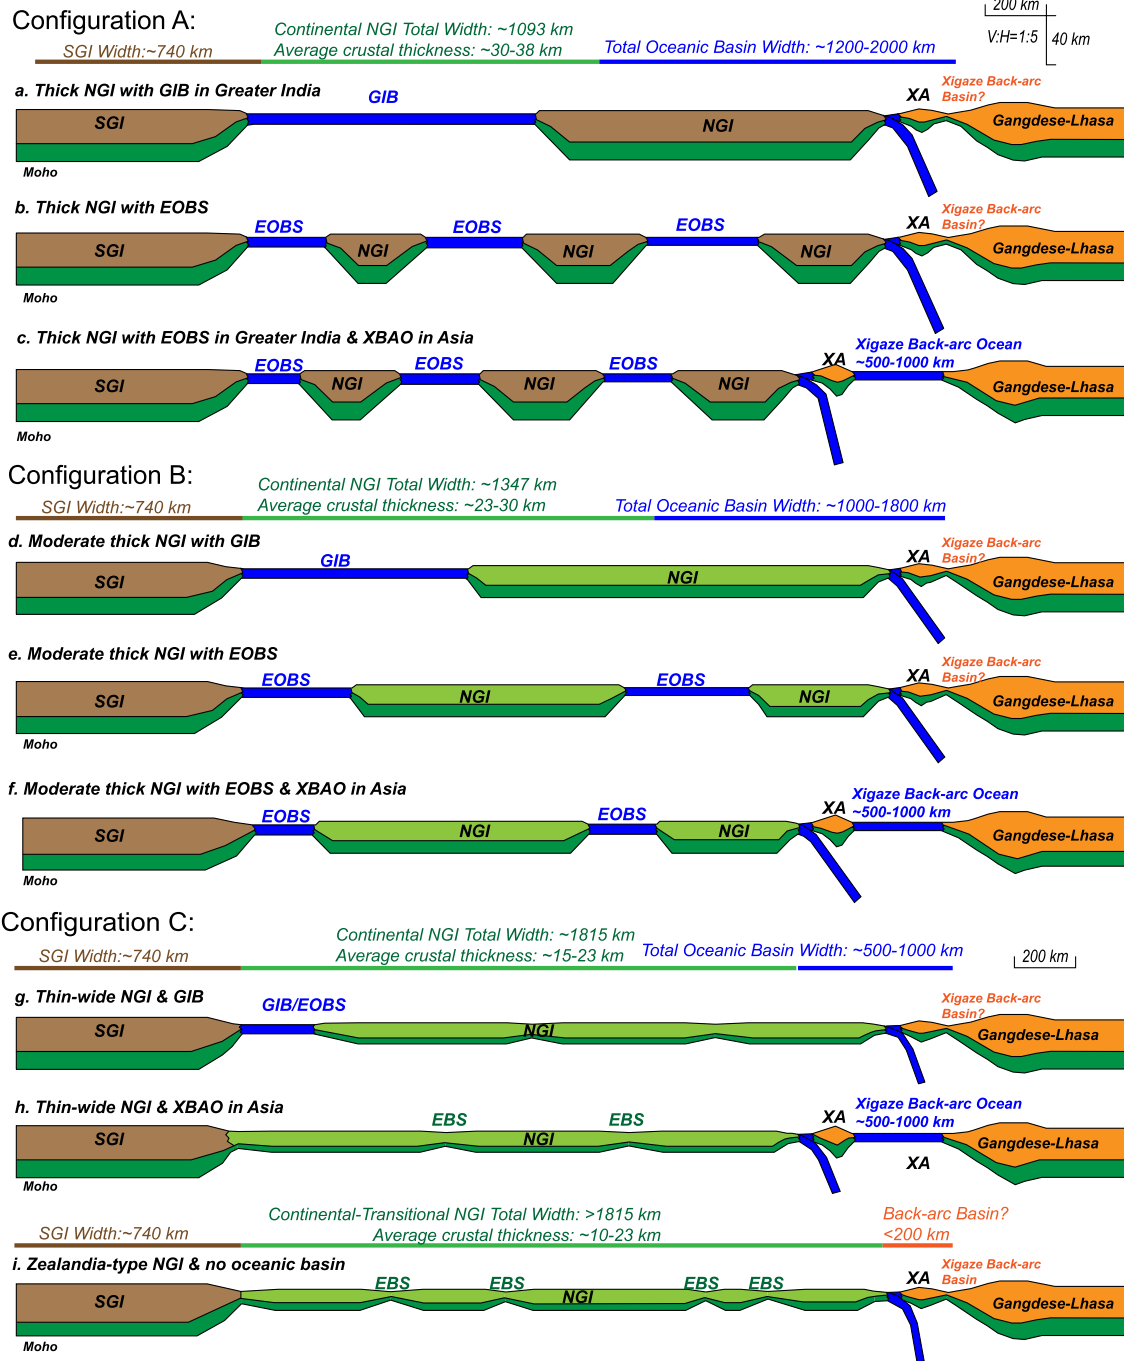 Configuration A:
200 km
V:H=1:5
40 km
SGI Width:~740 km
Continental NGI Total Width: ~1093 km
Average crustal thickness: ~30-38 km
Total Oceanic Basin Width: ~1200-2000 km
a. Thick NGI with GIB in Greater India
GIB
XA
Xigaze Back-arc
Basin?
SGI
NGI
Gangdese-Lhasa
Moho
b. Thick NGI with EOBS
EOBS
EOBS
EOBS
XA
Xigaze Back-arc
Basin?
SGI
NGI
NGI
NGI
Gangdese-Lhasa
Moho
c. Thick NGI with EOBS in Greater India & XBAO in Asia
EOBS
EOBS
EOBS
XA
Xigaze Back-arc Ocean
~500-1000 km
SGI
NGI
NGI
NGI
Gangdese-Lhasa
Moho
Configuration B:
SGI Width:~740 km
Continental NGI Total Width: ~1347 km
Average crustal thickness: ~23-30 km
Total Oceanic Basin Width: ~1000-1800 km
d. Moderate thick NGI with GIB
GIB
XA
Xigaze Back-arc
Basin?
SGI
NGI
Gangdese-Lhasa
Moho
e. Moderate thick NGI with EOBS
EOBS
EOBS
XA
Xigaze Back-arc
Basin?
SGI
NGI
NGI
Gangdese-Lhasa
Moho
f. Moderate thick NGI with EOBS & XBAO in Asia
EOBS
EOBS
XA
Xigaze Back-arc Ocean
~500-1000 km
SGI
NGI
NGI
Gangdese-Lhasa
Moho
Configuration C:
SGI Width:~740 km
Continental NGI Total Width: ~1815 km
Average crustal thickness: ~15-23 km
Total Oceanic Basin Width: ~500-1000 km
200 km
g. Thin-wide NGI & GIB
GIB/EOBS
Xigaze Back-arc
Basin?
SGI
NGI
Gangdese-Lhasa
Moho
h. Thin-wide NGI & XBAO in Asia
EBS
EBS
XA
Xigaze Back-arc Ocean
~500-1000 km
SGI
NGI
Gangdese-Lhasa
XA
Moho
SGI Width:~740 km
Continental-Transitional NGI Total Width: >1815 km
Average crustal thickness: ~10-23 km
Back-arc Basin?
<200 km
i. Zealandia-type NGI & no oceanic basin
EBS
EBS
EBS
EBS
XA
Xigaze Back-arc
Basin
SGI
NGI
Gangdese-Lhasa
Moho